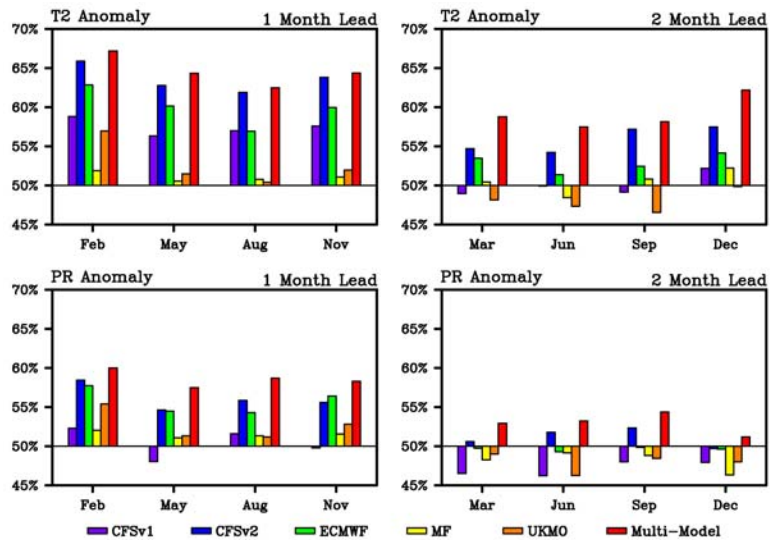 T2 Anomaly 1 Month Lead
70%
65%
60%
55%
50%
45%
Feb May Aug Nov
T2 Anomaly 2 Month Lead
70%
65%
60%
55%
50%
45%
Mar Jun Sep Dec
PR Anomaly 1 Month Lead
70%
65%
60%
55%
50%
45%
Feb May Aug Nov
PR Anomaly 2 Month Lead
70%
65%
60%
55%
50%
45%
Mar Jun Sep Dec
CFSv1 CFSv2 ECMWF MF UKMO Multi-Model